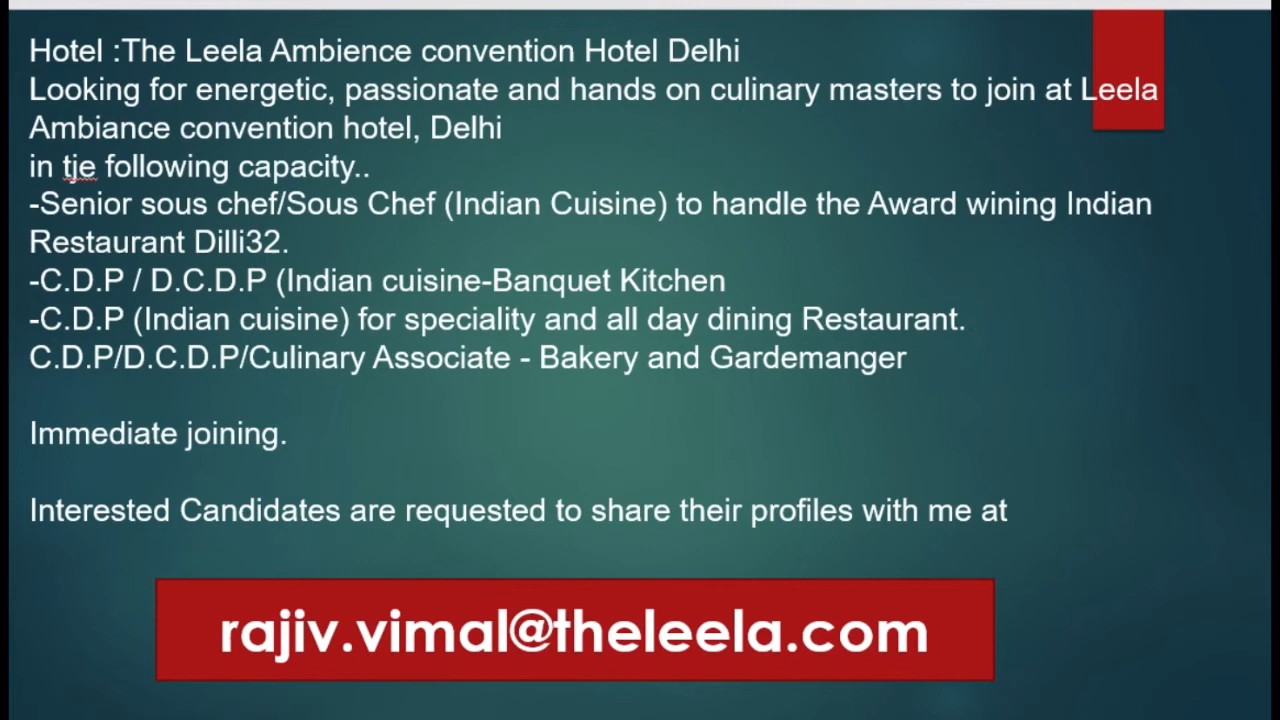 Hotel :The Leela Ambience convention Hotel Delhi
Looking for energetic, passionate and hands on culinary masters to join at Leela
Ambiance convention hotel, Delhi
in tje following capacity..
-Senior sous chef/Sous Chef (Indian Cuisine) to handle the Award wining Indian
Restaurant Dilli32.
-C.D.P / D.C.D.P (Indian cuisine-Banquet Kitchen
-C.D.P (Indian cuisine) for speciality and all day dining Restaurant.
C.D.P/D.C.D.P/Culinary Associate - Bakery and Gardemanger
Immediate joining.
Interested Candidates are requested to share their profiles with me at
rajiv.vimal@theleela.com